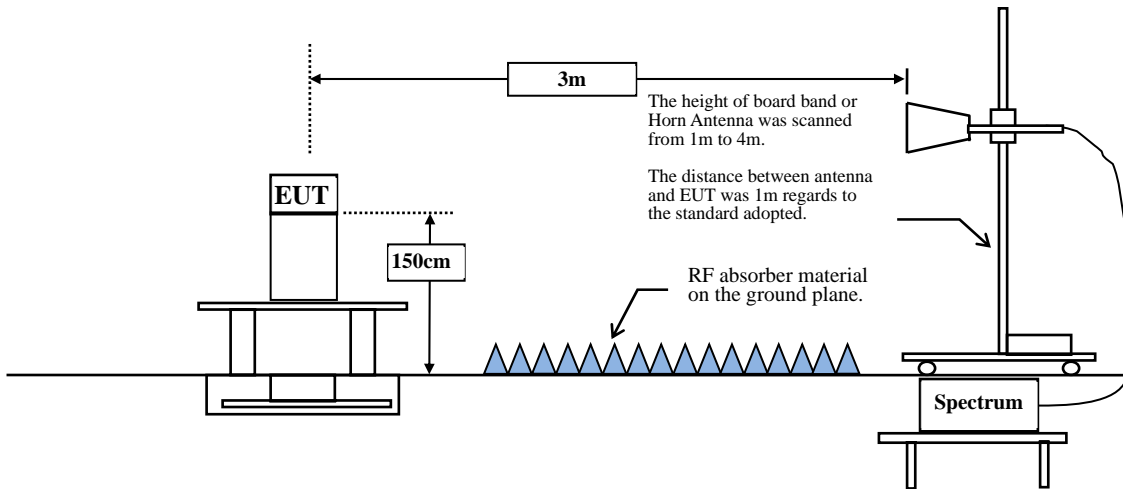 3m
The height of board band or
Horn Antenna was scanned
from 1m to 4m.
The distance between antenna
and EUT was 1m regards to
the standard adopted.
EUT
150cm
RF absorber material
on the ground plane.
Spectrum